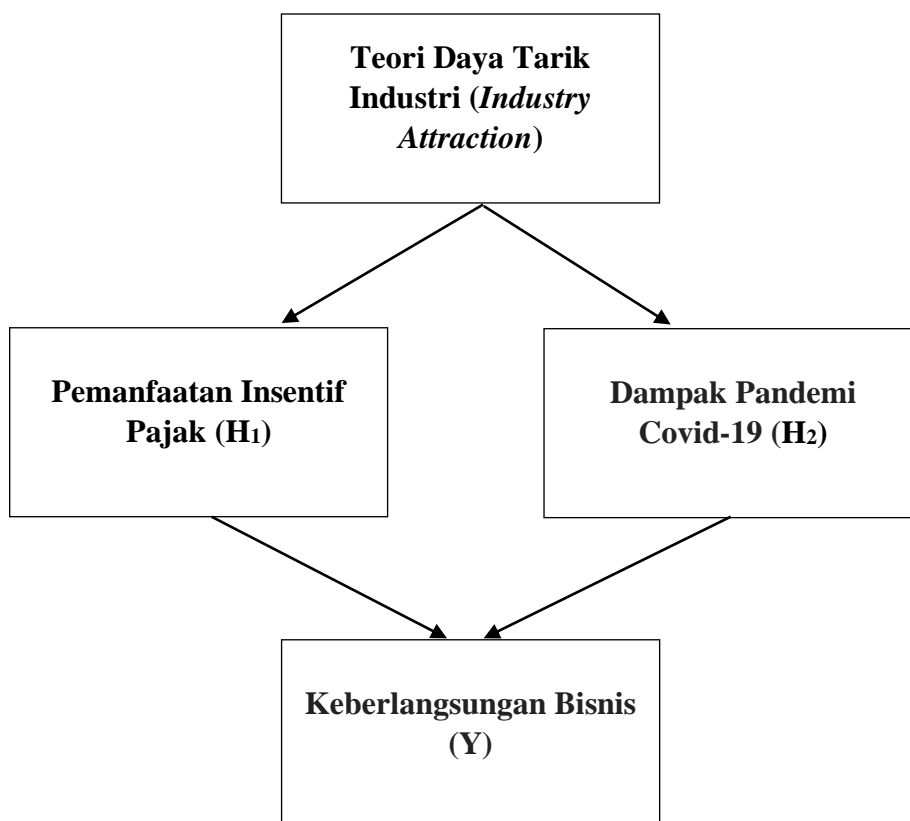 Teori Daya Tarik
Industri (Industry
Attraction)
Pemanfaatan Insentif
Pajak (H₁)
Dampak Pandemi
Covid-19 (H₂)
Keberlangsungan Bisnis
(Y)